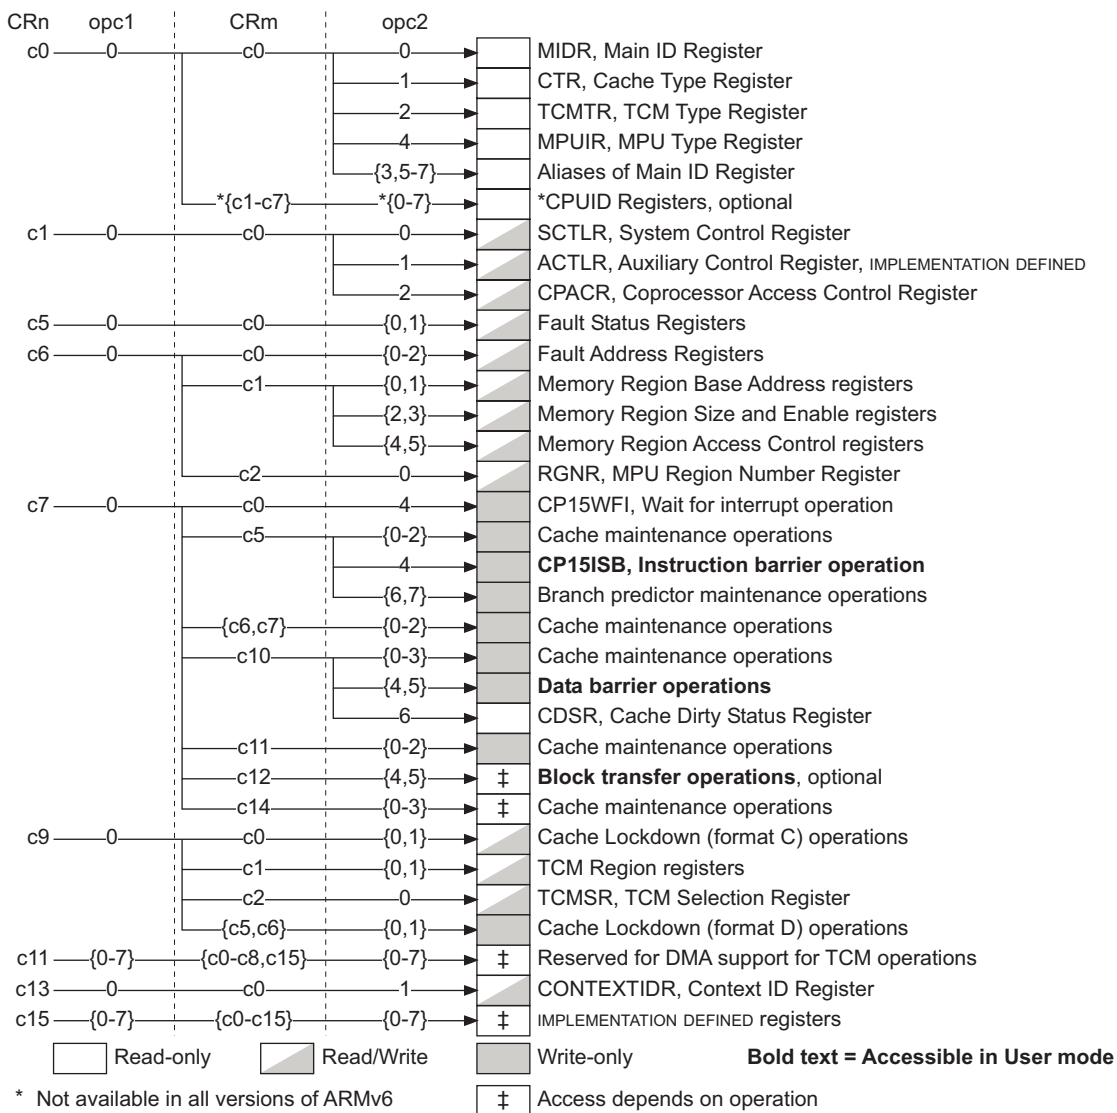 CRn opc1 CRm opc2
c0 0 c0 0 MIDR, Main ID Register
1 CTR, Cache Type Register
2 TCMTR, TCM Type Register
4 MPUIR, MPU Type Register
{3,5-7} Aliases of Main ID Register
*{c1-c7} *{0-7} *CPUID Registers, optional
c1 0 c0 0 SCTLR, System Control Register
1 ACTLR, Auxiliary Control Register, IMPLEMENTATION DEFINED
2 CPACR, Coprocessor Access Control Register
c5 0 c0 {0,1} Fault Status Registers
c6 0 c0 {0-2} Fault Address Registers
c1 {0,1} Memory Region Base Address registers
{2,3} Memory Region Size and Enable registers
{4,5} Memory Region Access Control registers
c2 0 RGNR, MPU Region Number Register
c7 0 c0 4 CP15WFI, Wait for interrupt operation
c5 {0-2} Cache maintenance operations
4 CP15ISB, Instruction barrier operation
{6,7} Branch predictor maintenance operations
{c6,c7} {0-2} Cache maintenance operations
c10 {0-3} Cache maintenance operations
{4,5} Data barrier operations
6 CDSR, Cache Dirty Status Register
c11 {0-2} Cache maintenance operations
c12 {4,5} ‡ Block transfer operations, optional
c14 {0-3} ‡ Cache maintenance operations
c9 0 c0 {0,1} Cache Lockdown (format C) operations
c1 {0,1} TCM Region registers
c2 0 TCMSR, TCM Selection Register
{c5,c6} {0,1} Cache Lockdown (format D) operations
c11 {0-7} {c0-c8,c15} {0-7} ‡ Reserved for DMA support for TCM operations
c13 0 c0 1 CONTEXTIDR, Context ID Register
c15 {0-7} {c0-c15} {0-7} ‡ IMPLEMENTATION DEFINED registers
Read-only Read/Write Write-only Bold text = Accessible in User mode
* Not available in all versions of ARMv6 ‡ Access depends on operation